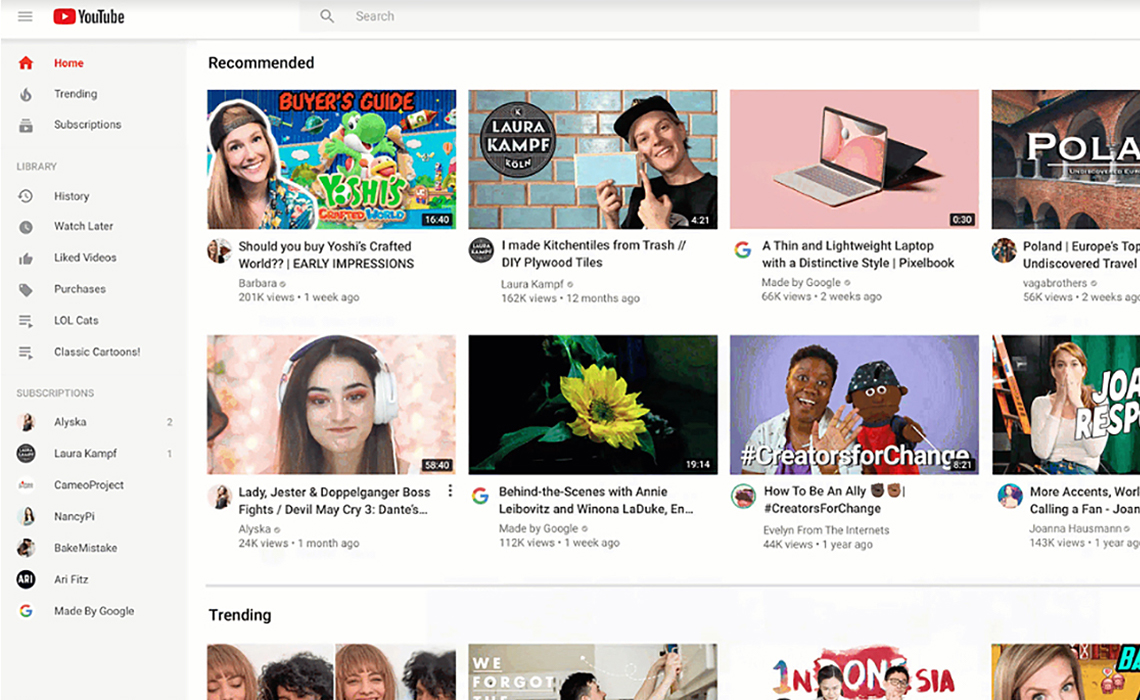 YouTube
Search
Home
Trending
Subscriptions
LIBRARY
History
Watch Later
Liked Videos
Purchases
LOL Cats
Classic Cartoons!
SUBSCRIPTIONS
Alyska 2
Laura Kampf 1
CameoProject
NancyPi
BakeMistake
ARI Ari Fitz
Made By Google
Recommended
BUYER'S GUIDE
YOSHI'S
CRAFTED WORLD
16:40
K
LAURA
KAMPF
KÖLN
4:21
0:30
POLA
UNDISCOVERED EUR
Should you buy Yoshi's Crafted
World?? | EARLY IMPRESSIONS
Barbara
201K views • 1 week ago
LAURA
KAMPF
I made Kitchentiles from Trash //
DIY Plywood Tiles
Laura Kampf
162K views • 12 months ago
A Thin and Lightweight Laptop
with a Distinctive Style | Pixelbook
Made by Google
66K views • 2 weeks ago
Poland | Europe's Top
Undiscovered Travel
vagabrothers
56K views • 2 weeks ago
58:40
19:14
#CreatorsforChange
8:21
JOA
RESP
Lady, Jester & Doppelganger Boss
Fights / Devil May Cry 3: Dante's...
Alyska
24K views • 1 month ago
Behind-the-Scenes with Annie
Leibovitz and Winona LaDuke, En...
Made by Google
112K views • 1 week ago
How To Be An Ally ✊🏿✊🏾|
#CreatorsForChange
Evelyn From The Internets
44K views • 1 year ago
More Accents, Worl
Calling a Fan - Joan
Joanna Hausmann
143K views • 1 year ago
Trending
WE
FORGOT
THE
INDONESIA
BA